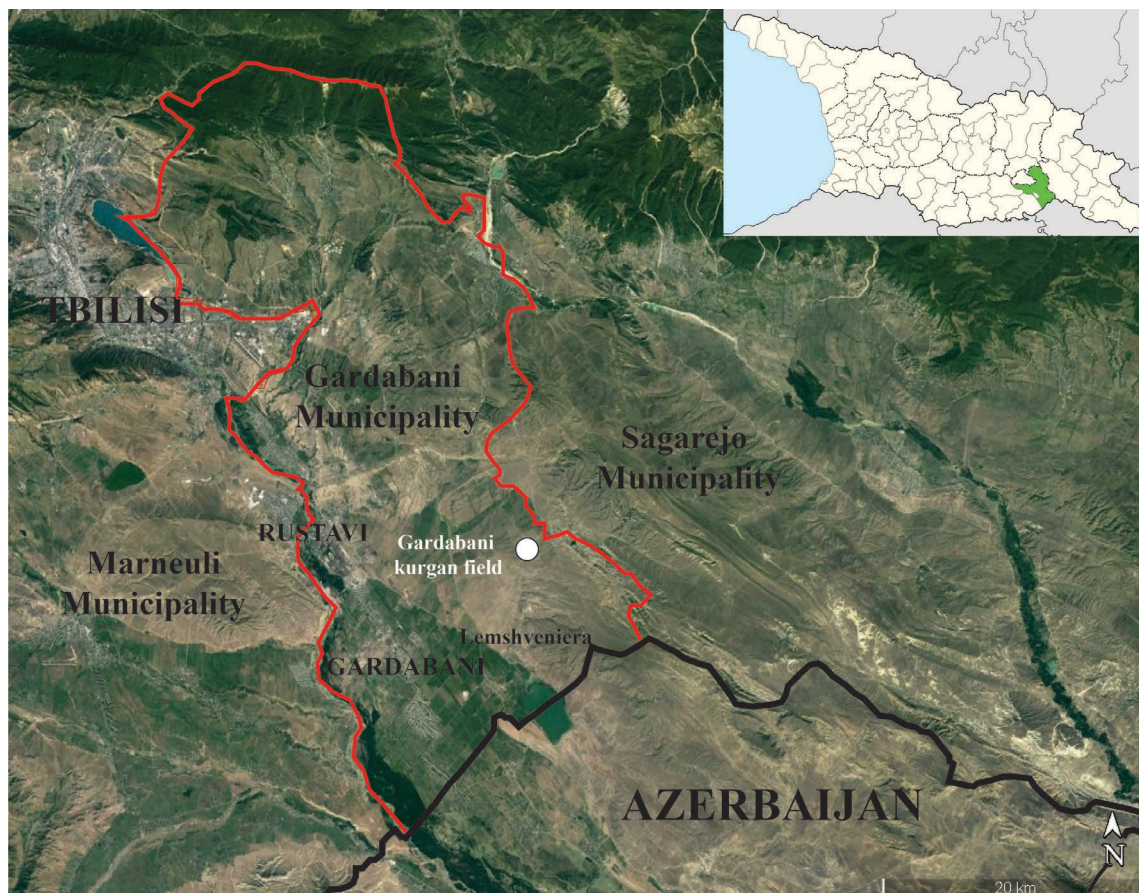 TBILISI
Gardabani
Municipality
Sagarejo
Municipality
RUSTAVI
Gardabani
kurgan field
Marneuli
Municipality
Lemshveniera
GARDABANI
AZERBAIJAN
N
20 km